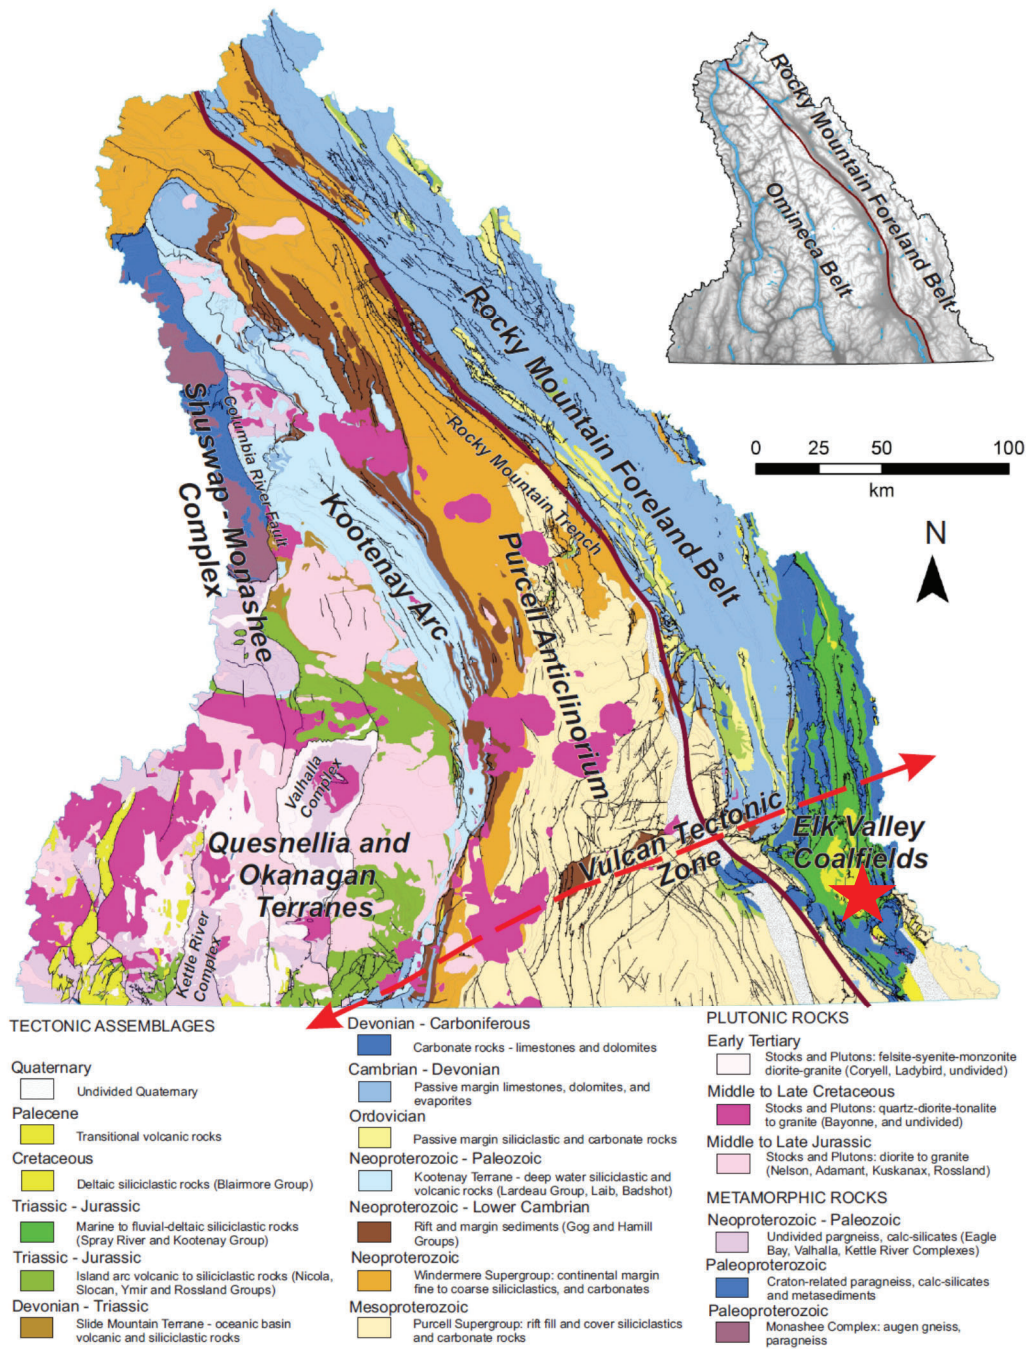 Rocky Mountain Foreland Belt
Omineca Belt
0 25 50 100
km
N
Rocky Mountain Foreland Belt
Rocky Mountain Trench
Shuswap - Monashee
Complex
Columbia River Fault
Kootenay Arc
Purcell Anticlinorium
Valhalla
Complex
Quesnellia and
Okanagan
Terranes
Kettle River
Complex
Vulcan Tectonic
Zone
Elk Valley
Coalfields
TECTONIC ASSEMBLAGES
Quaternary
Undivided Quaternary
Palecene
Transitional volcanic rocks
Cretaceous
Deltaic siliciclastic rocks (Blairmore Group)
Triassic - Jurassic
Marine to fluvial-deltaic siliciclastic rocks
(Spray River and Kootenay Group)
Triassic - Jurassic
Island arc volcanic to siliciclastic rocks (Nicola,
Slocan, Ymir and Rossland Groups)
Devonian - Triassic
Slide Mountain Terrane - oceanic basin
volcanic and siliclastic rocks
Devonian - Carboniferous
Carbonate rocks - limestones and dolomites
Cambrian - Devonian
Passive margin limestones, dolomites, and
evaporites
Ordovician
Passive margin siliciclastic and carbonate rocks
Neoproterozoic - Paleozoic
Kootenay Terrane - deep water silicidastic and
volcanic rocks (Lardeau Group, Laib, Badshot)
Neoproterozoic - Lower Cambrian
Rift and margin sediments (Gog and Hamill
Groups)
Neoproterozoic
Windermere Supergroup: continental margin
fine to coarse siliciclastics, and carbonates
Mesoproterozoic
Purcell Supergroup: rift fill and cover siliciclastics
and carbonate rocks
PLUTONIC ROCKS
Early Tertiary
Stocks and Plutons: felsite-syenite-monzonite
diorite-granite (Coryell, Ladybird, undivided)
Middle to Late Cretaceous
Stocks and Plutons: quartz-diorite-tonalite
to granite (Bayonne, and undivided)
Middle to Late Jurassic
Stocks and Plutons: diorite to granite
(Nelson, Adamant, Kuskanax, Rossland)
METAMORPHIC ROCKS
Neoproterozoic - Paleozoic
Undivided pargneiss, calc-silicates (Eagle
Bay, Valhalla, Kettle River Complexes)
Paleoproterozoic
Craton-related paragneiss, calc-silicates
and metasediments
Paleoproterozoic
Monashee Complex: augen gneiss,
paragneiss